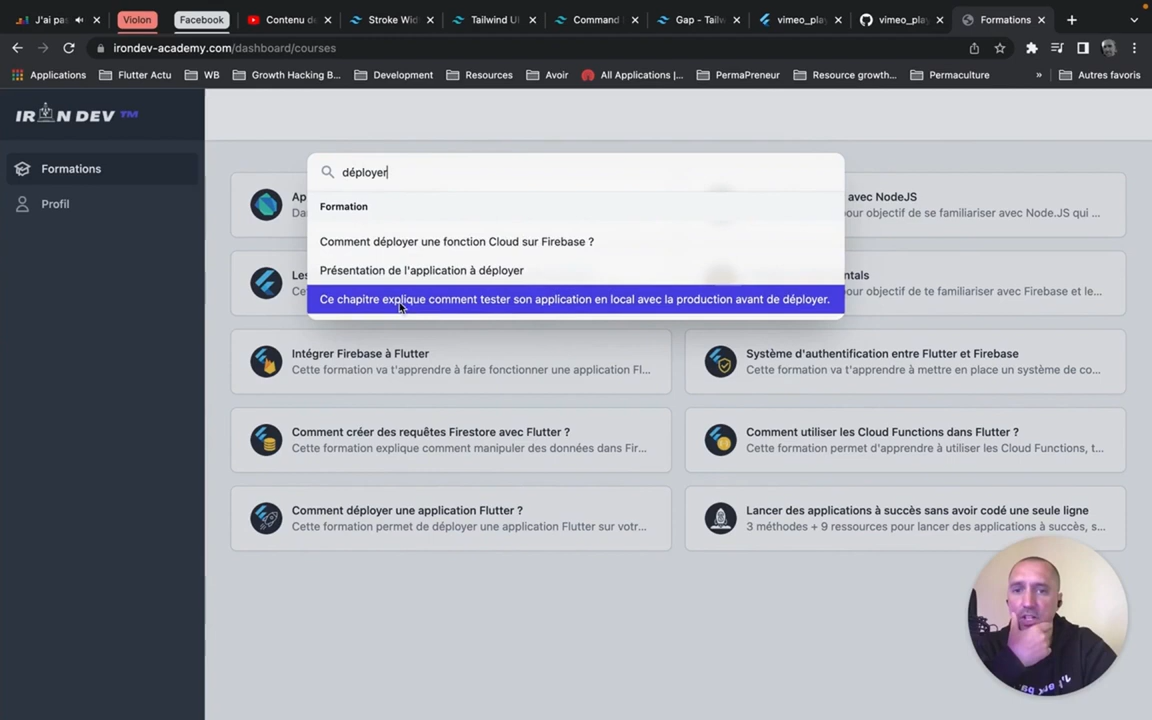 J'ai pas
Violon
Facebook
Contenu d
Stroke Wid
Tailwind U
Command
Gap - Tailw
vimeo_pla
vimeo_pla
Formations
irondev-academy.com/dashboard/courses
Applications
Flutter Actu
WB
Growth Hacking B...
Development
Resources
Avoir
All Applications |...
PermaPreneur
Resource growth...
Permaculture
»
Autres favoris
IRON DEV ™
Formations
Profil
déployer
Formation
Comment déployer une fonction Cloud sur Firebase ?
Présentation de l'application à déployer
Ce chapitre explique comment tester son application en local avec la production avant de déployer.
Ap
Da
avec NodeJS
our objectif de se familiariser avec Node.JS qui ...
Les
Ce
ntals
our objectif de te familiariser avec Firebase et le...
Intégrer Firebase à Flutter
Cette formation va t'apprendre à faire fonctionner une application Fl...
Système d'authentification entre Flutter et Firebase
Cette formation va t'apprendre à mettre en place un système de co...
Comment créer des requêtes Firestore avec Flutter ?
Cette formation explique comment manipuler des données dans Fir...
Comment utiliser les Cloud Functions dans Flutter ?
Cette formation permet d'apprendre à utiliser les Cloud Functions, t...
Comment déployer une application Flutter ?
Cette formation permet de déployer une application Flutter sur votr...
Lancer des applications à succès sans avoir codé une seule ligne
3 méthodes + 9 ressources pour lancer des applications à succès, s...